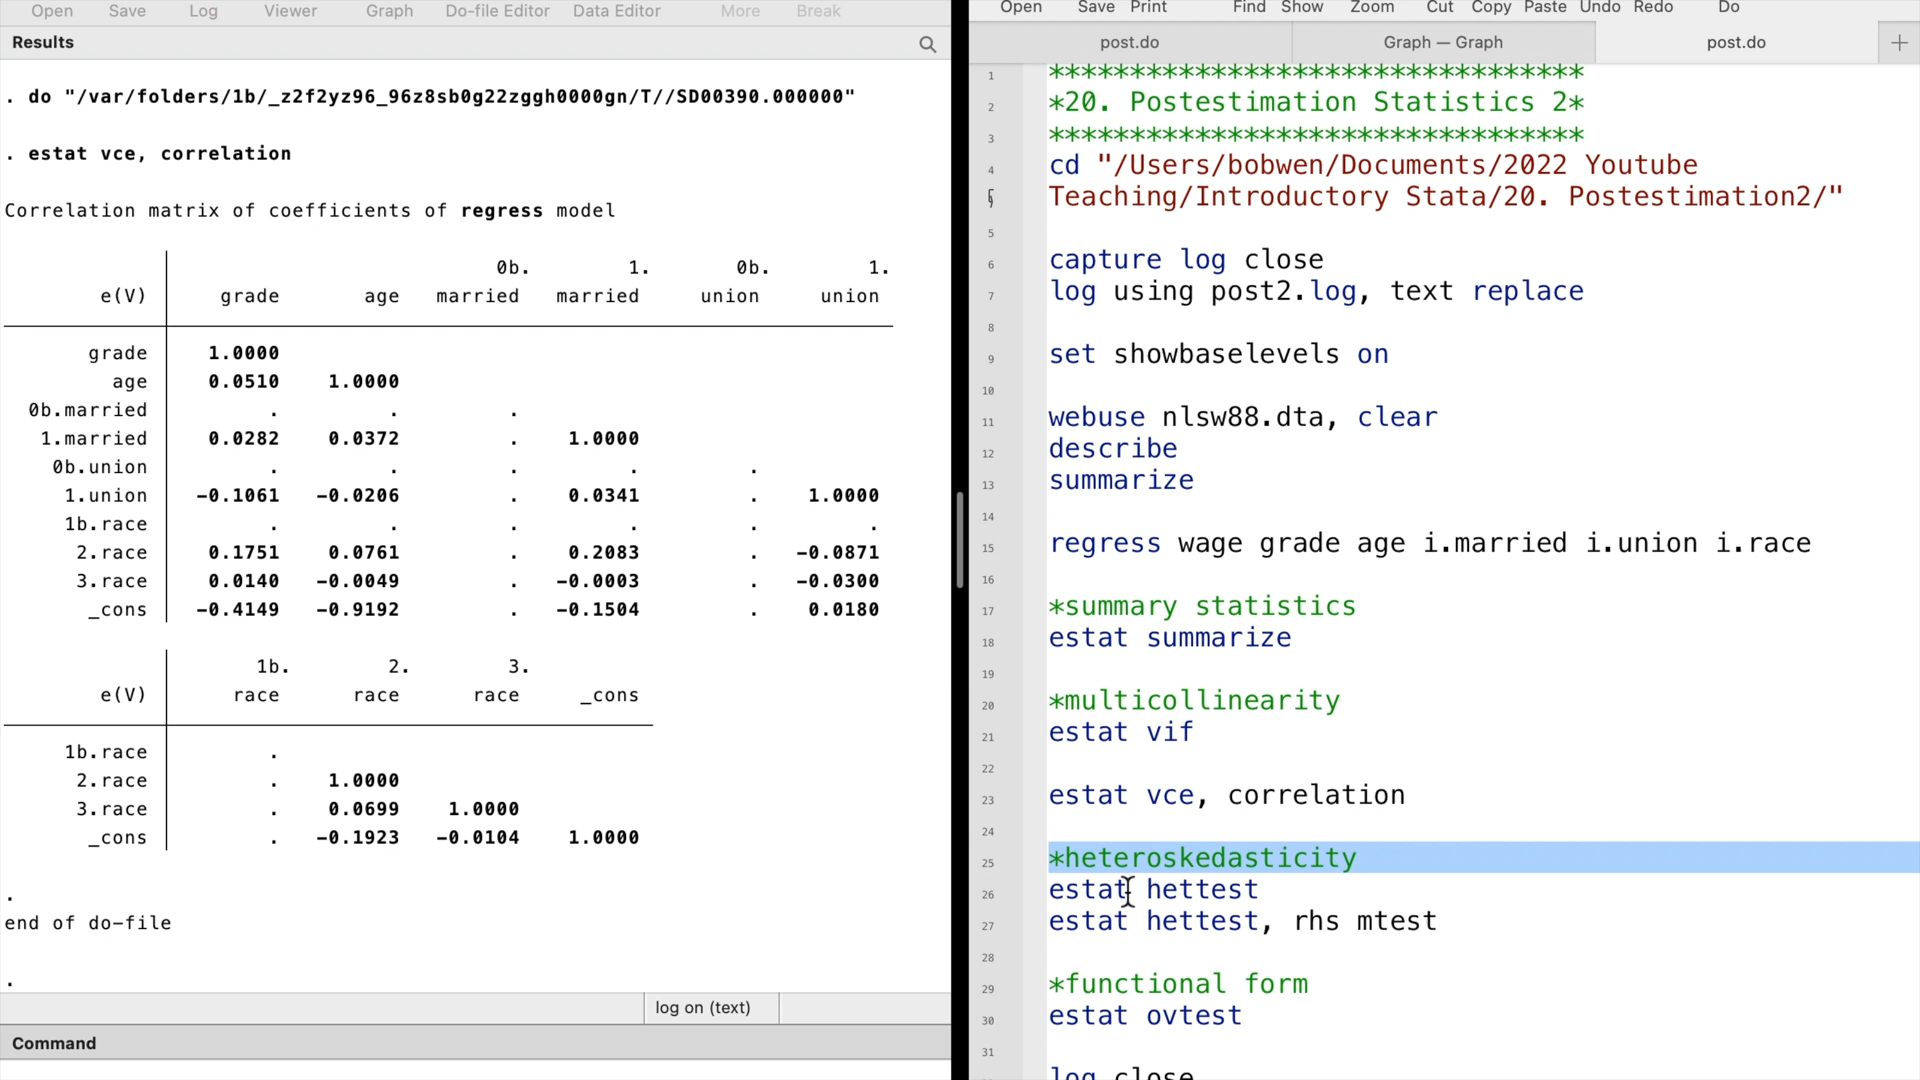 Open Save Log Viewer Graph Do-file Editor Data Editor More Break
Results
. do "/var/folders/1b/_z2f2yz96_96z8sb0g22zggh0000gn/T//SD00390.000000"
. estat vce, correlation
Correlation matrix of coefficients of regress model
0b. 1. 0b. 1.
e(V) grade age married married union union
grade 1.0000
age 0.0510 1.0000
0b.married . . .
1.married 0.0282 0.0372 . 1.0000
0b.union . . . . .
1.union -0.1061 -0.0206 . 0.0341 . 1.0000
1b.race . . . . . .
2.race 0.1751 0.0761 . 0.2083 . -0.0871
3.race 0.0140 -0.0049 . -0.0003 . -0.0300
_cons -0.4149 -0.9192 . -0.1504 . 0.0180
1b. 2. 3.
e(V) race race race _cons
1b.race .
2.race . 1.0000
3.race . 0.0699 1.0000
_cons . -0.1923 -0.0104 1.0000
.
end of do-file
.
log on (text)
Command
Open Save Print Find Show Zoom Cut Copy Paste Undo Redo Do
post.do Graph — Graph post.do +
1 *********************************
2 *20. Postestimation Statistics 2*
3 *********************************
4 cd "/Users/bobwen/Documents/2022 Youtube
Teaching/Introductory Stata/20. Postestimation2/"
5
6 capture log close
7 log using post2.log, text replace
8
9 set showbaselevels on
10
11 webuse nlsw88.dta, clear
12 describe
13 summarize
14
15 regress wage grade age i.married i.union i.race
16
17 *summary statistics
18 estat summarize
19
20 *multicollinearity
21 estat vif
22
23 estat vce, correlation
24
25 *heteroskedasticity
26 estat hettest
27 estat hettest, rhs mtest
28
29 *functional form
30 estat ovtest
31
log close